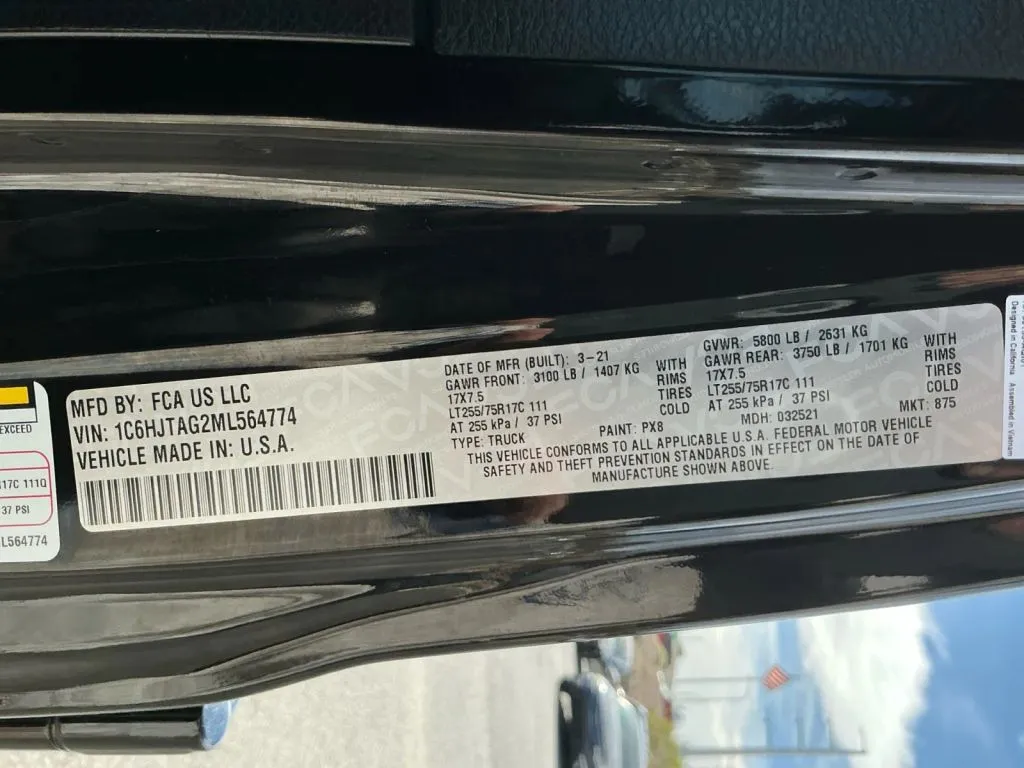 EXCEED
17C 111Q
37 PSI
L564774
MFD BY: FCA US LLC
VIN: 1C6HJTAG2ML564774
VEHICLE MADE IN: U.S.A.
DATE OF MFR (BUILT): 3-21
GAWR FRONT: 3100 LB / 1407 KG WITH
17X7.5 RIMS
LT255/75R17C 111 TIRES
AT 255 kPa / 37 PSI COLD
TYPE: TRUCK
PAINT: PX8
GVWR: 5800 LB / 2631 KG
GAWR REAR: 3750 LB / 1701 KG WITH
17X7.5 RIMS
LT255/75R17C 111 TIRES
AT 255 kPa / 37 PSI COLD
MDH: 032521
MKT: 875
THIS VEHICLE CONFORMS TO ALL APPLICABLE U.S.A. FEDERAL MOTOR VEHICLE
SAFETY AND THEFT PREVENTION STANDARDS IN EFFECT ON THE DATE OF
MANUFACTURE SHOWN ABOVE.
Designed in California Assembled in Vietnam